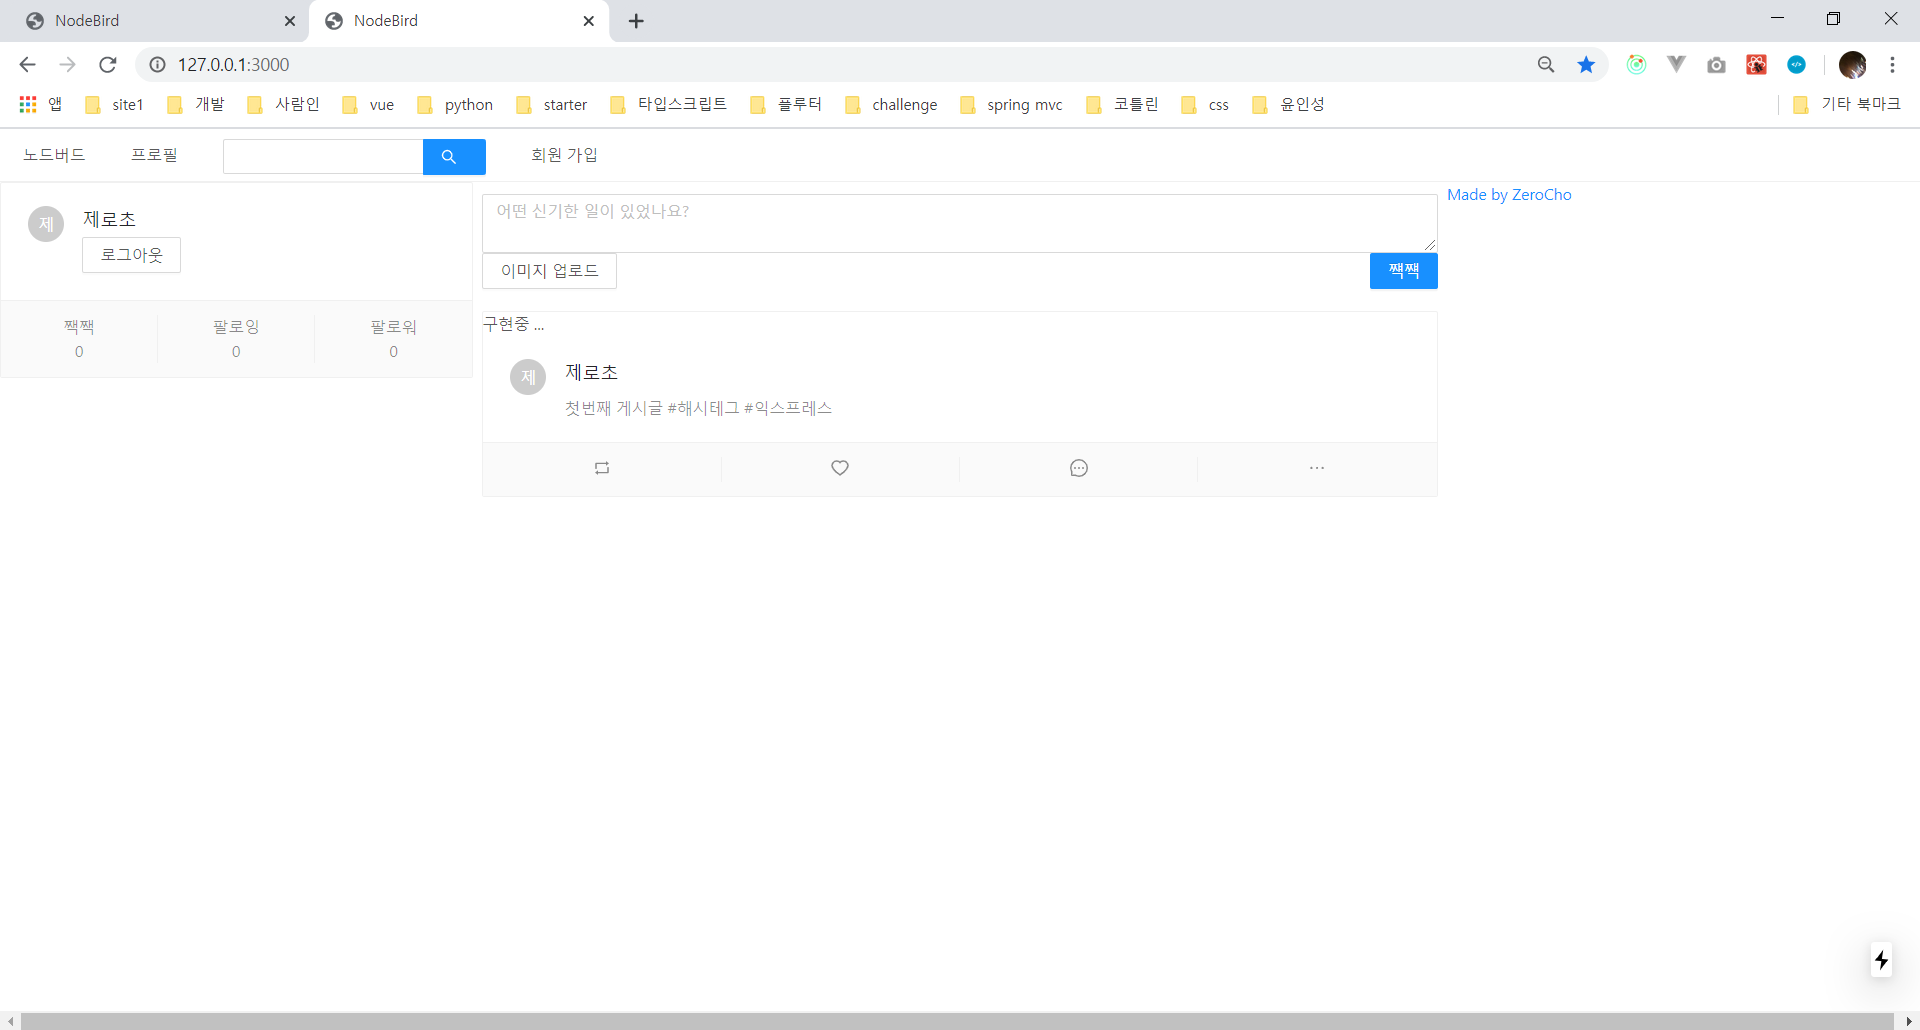 NodeBird
NodeBird
127.0.0.1:3000
앱 site1 개발 사람인 vue python starter 타입스크립트 플루터 challenge spring mvc 코틀린 css 윤인성 기타 북마크
노드버드 프로필 회원 가입
제 제로초
로그아웃
짹짹 팔로잉 팔로워
0 0 0
어떤 신기한 일이 있었나요?
이미지 업로드 짹짹
구현중 ...
제 제로초
첫번째 게시글 #해시테그 #익스프레스
Made by ZeroCho